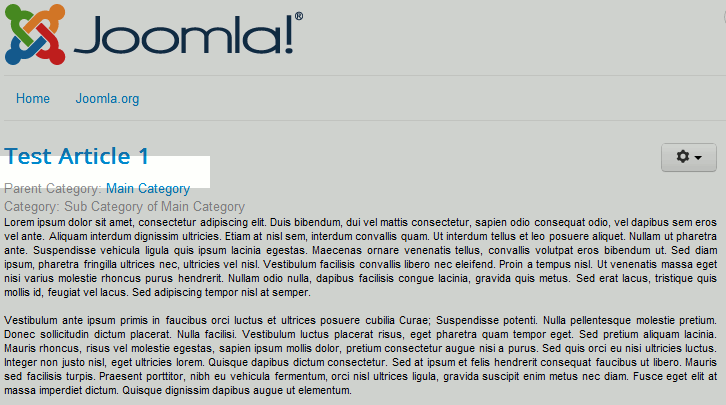 Joomla!®
Home Joomla.org
Test Article 1
Parent Category: Main Category
Category: Sub Category of Main Category
Lorem ipsum dolor sit amet, consectetur adipiscing elit. Duis bibendum, dui vel mattis consectetur, sapien odio consequat odio, vel dapibus sem eros
vel ante. Aliquam interdum dignissim ultricies. Etiam at nisl sem, interdum convallis quam. Ut interdum tellus et leo posuere aliquet. Nullam ut pharetra
ante. Suspendisse vehicula ligula quis ipsum lacinia egestas. Maecenas ornare venenatis tellus, convallis volutpat eros bibendum ut. Sed diam
ipsum, pharetra fringilla ultrices nec, ultricies vel nisl. Vestibulum facilisis convallis libero nec eleifend. Proin a tempus nisl. Ut venenatis massa eget
nisi varius molestie rhoncus purus hendrerit. Nullam odio nulla, dapibus facilisis congue lacinia, gravida quis metus. Sed erat lacus, tristique quis
mollis id, feugiat vel lacus. Sed adipiscing tempor nisl at semper.
Vestibulum ante ipsum primis in faucibus orci luctus et ultrices posuere cubilia Curae; Suspendisse potenti. Nulla pellentesque molestie pretium.
Donec sollicitudin dictum placerat. Nulla facilisi. Vestibulum luctus placerat risus, eget pharetra quam tempor eget. Sed pretium aliquam lacinia.
Mauris rhoncus, risus vel molestie egestas, sapien ipsum mollis dolor, pretium consectetur augue nisi a purus. Sed quis orci eu nisi ultricies luctus.
Integer non justo nisl, eget ultricies lorem. Quisque dapibus dictum consectetur. Sed at ipsum et felis hendrerit consequat faucibus ut libero. Mauris
sed facilisis turpis. Praesent porttitor, nibh eu vehicula fermentum, orci nisl ultrices ligula, gravida suscipit enim metus nec diam. Fusce eget elit at
massa imperdiet dictum. Quisque dignissim dapibus augue ut elementum.